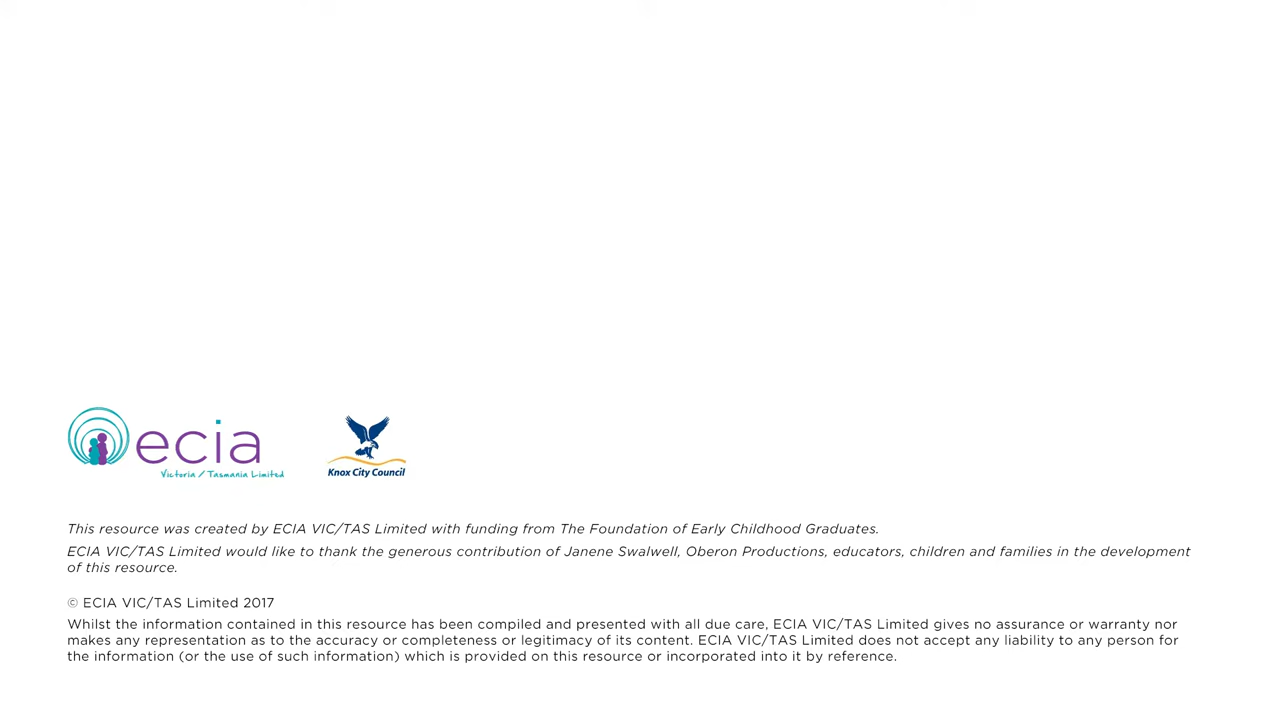 ecia
Victoria / Tasmania Limited
Knox City Council
This resource was created by ECIA VIC/TAS Limited with funding from The Foundation of Early Childhood Graduates.
ECIA VIC/TAS Limited would like to thank the generous contribution of Janene Swalwell, Oberon Productions, educators, children and families in the development
of this resource.
© ECIA VIC/TAS Limited 2017
Whilst the information contained in this resource has been compiled and presented with all due care, ECIA VIC/TAS Limited gives no assurance or warranty nor
makes any representation as to the accuracy or completeness or legitimacy of its content. ECIA VIC/TAS Limited does not accept any liability to any person for
the information (or the use of such information) which is provided on this resource or incorporated into it by reference.